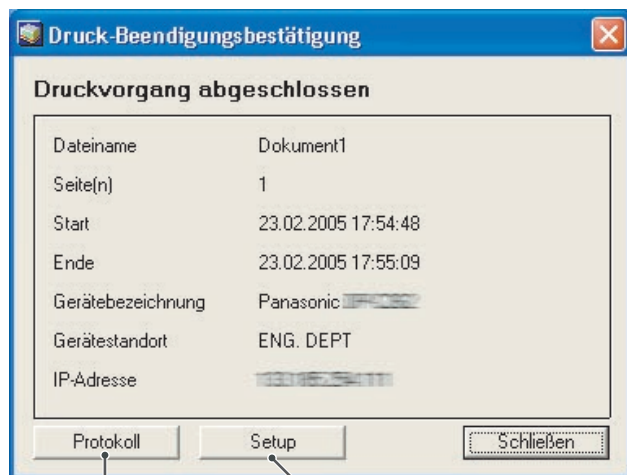 Druck-Beendigungsbestätigung
Druckvorgang abgeschlossen
Dateiname Dokument1
Seite(n) 1
Start 23.02.2005 17:54:48
Ende 23.02.2005 17:55:09
Gerätebezeichnung Panasonic
Gerätestandort ENG. DEPT
IP-Adresse
Protokoll Setup Schließen